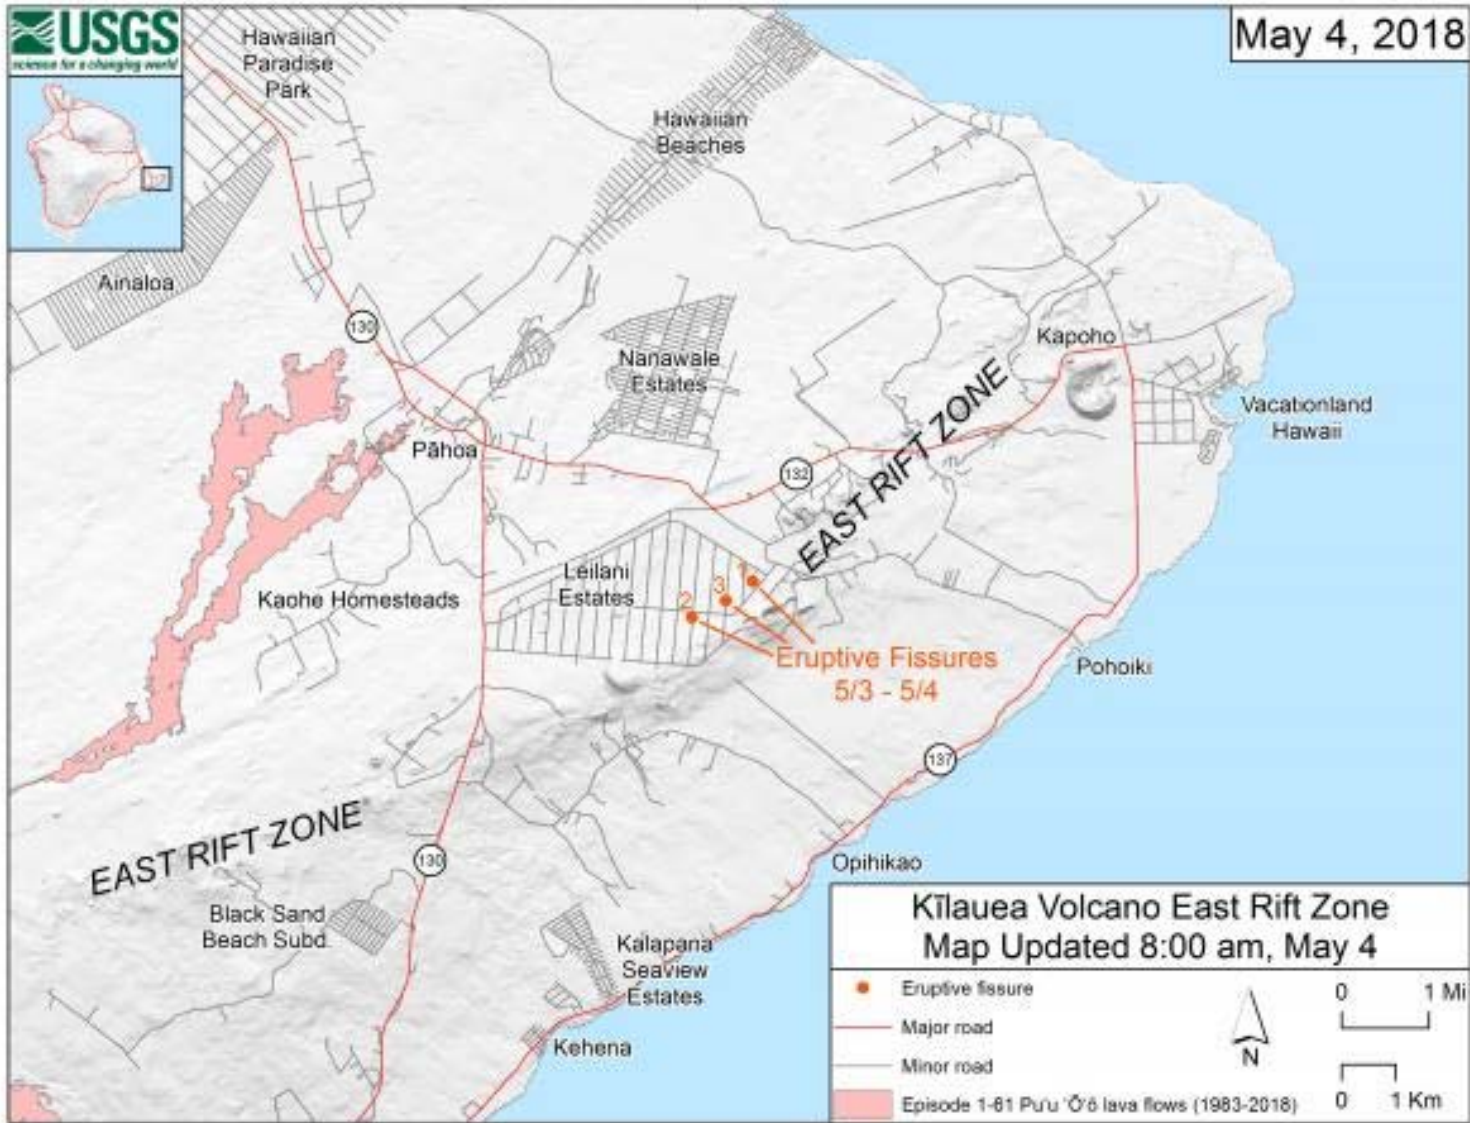 USGS
science for a changing world
May 4, 2018
Hawaiian
Paradise
Park
Hawaiian
Beaches
Ainaloa
130
Nanawale
Estates
Kapoho
Vacationland
Hawaii
Pāhoa
132
EAST RIFT ZONE
Leilani
Estates
1
3
2
Kaohe Homesteads
Eruptive Fissures
5/3 - 5/4
Pohoiki
137
EAST RIFT ZONE
130
Opihikao
Black Sand
Beach Subd.
Kalapana
Seaview
Estates
Kehena
Kīlauea Volcano East Rift Zone
Map Updated 8:00 am, May 4
Eruptive fissure
Major road
Minor road
Episode 1-61 Pu'u 'Ō'ō lava flows (1983-2018)
N
0 1 Mi
0 1 Km